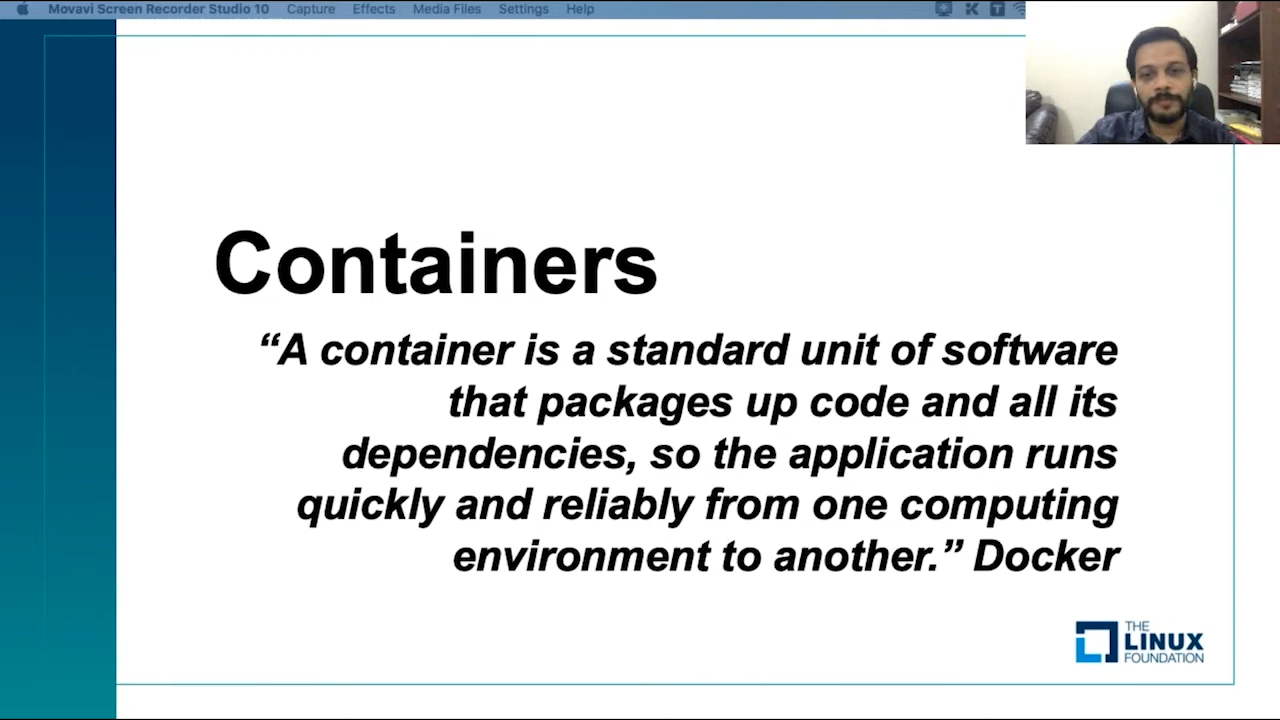 Movavi Screen Recorder Studio 10 Capture Effects Media Files Settings Help
Containers
“A container is a standard unit of software
that packages up code and all its
dependencies, so the application runs
quickly and reliably from one computing
environment to another.” Docker
THE
LINUX
FOUNDATION